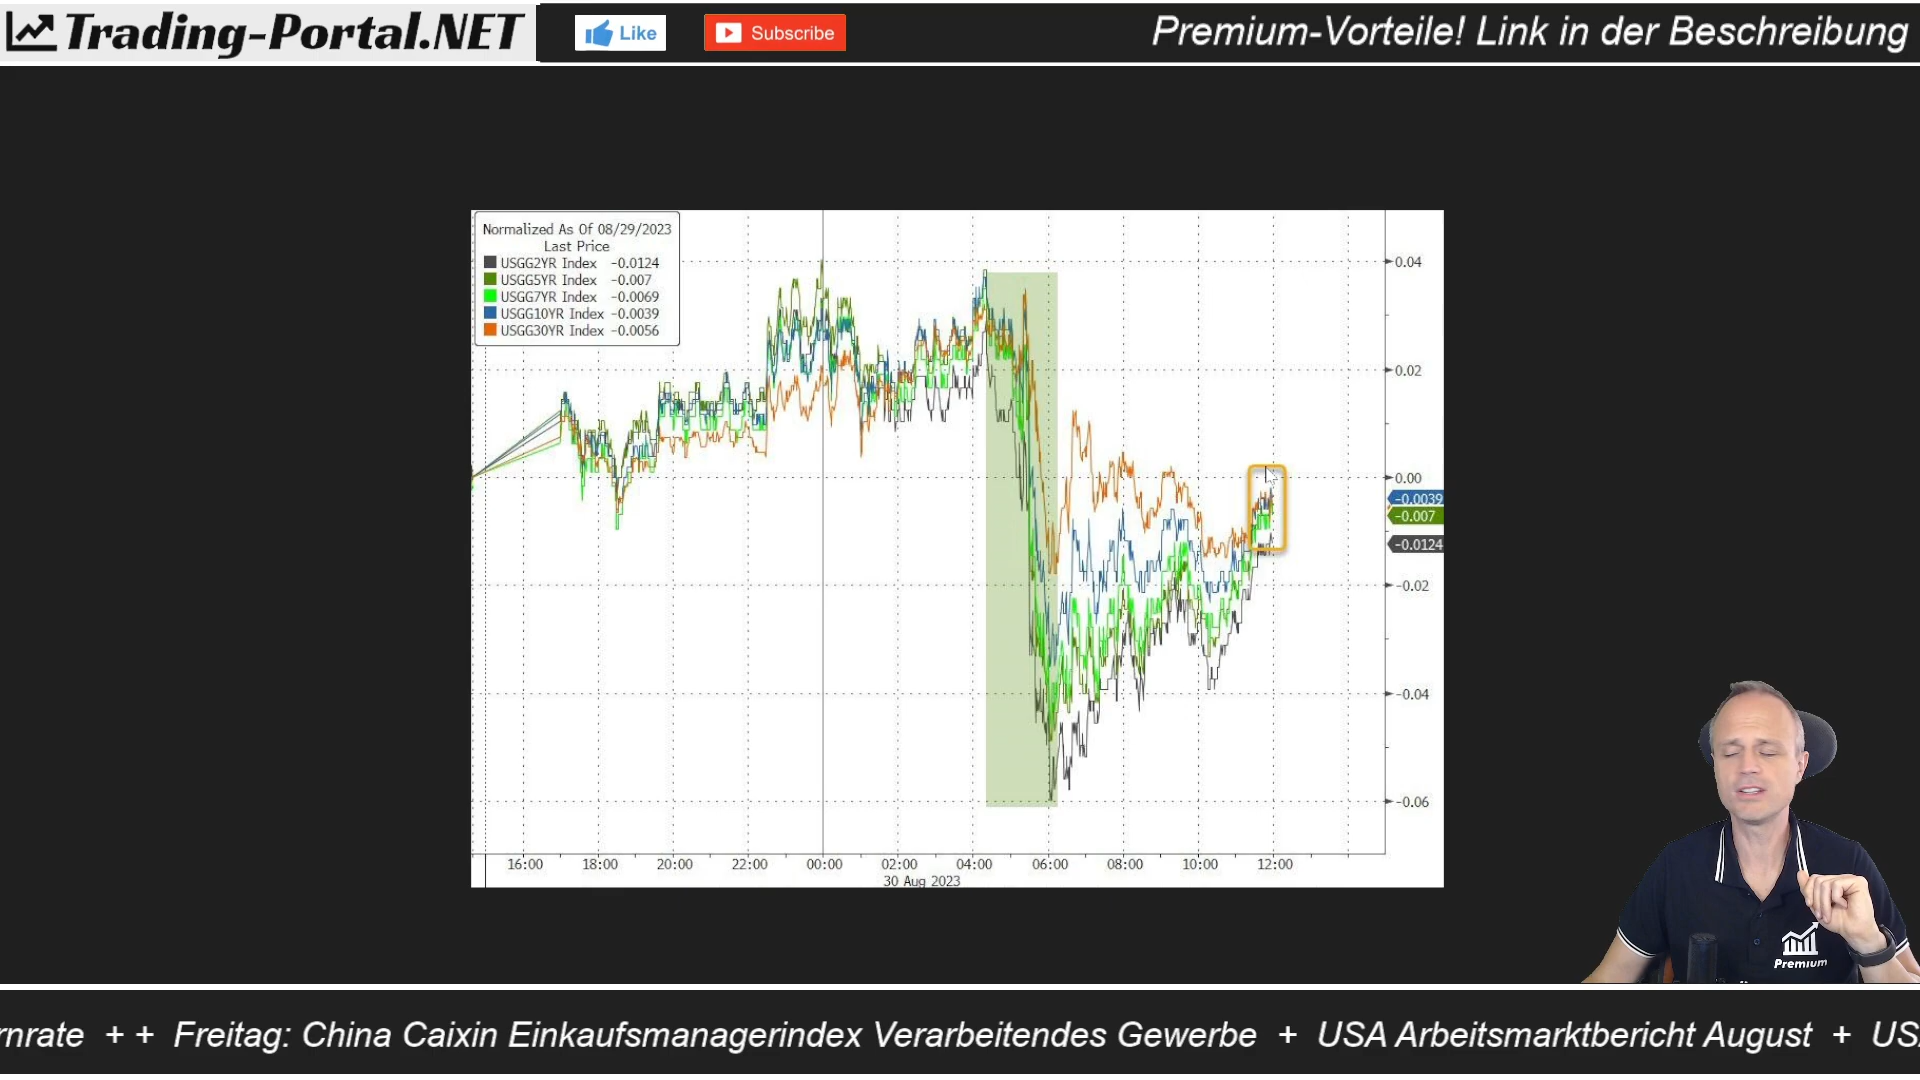 Trading-Portal.NET
Like
Subscribe
Premium-Vorteile! Link in der Beschreibung
Normalized As Of 08/29/2023
Last Price
USGG2YR Index -0.0124
USGG5YR Index -0.007
USGG7YR Index -0.0069
USGG10YR Index -0.0039
USGG30YR Index -0.0056
0.04
0.02
0.00
-0.0039
-0.007
-0.0124
-0.02
-0.04
-0.06
16:00 18:00 20:00 22:00 00:00 02:00 04:00 06:00 08:00 10:00 12:00
30 Aug 2023
Premium
rnrate + + Freitag: China Caixin Einkaufsmanagerindex Verarbeitendes Gewerbe + USA Arbeitsmarktbericht August + US